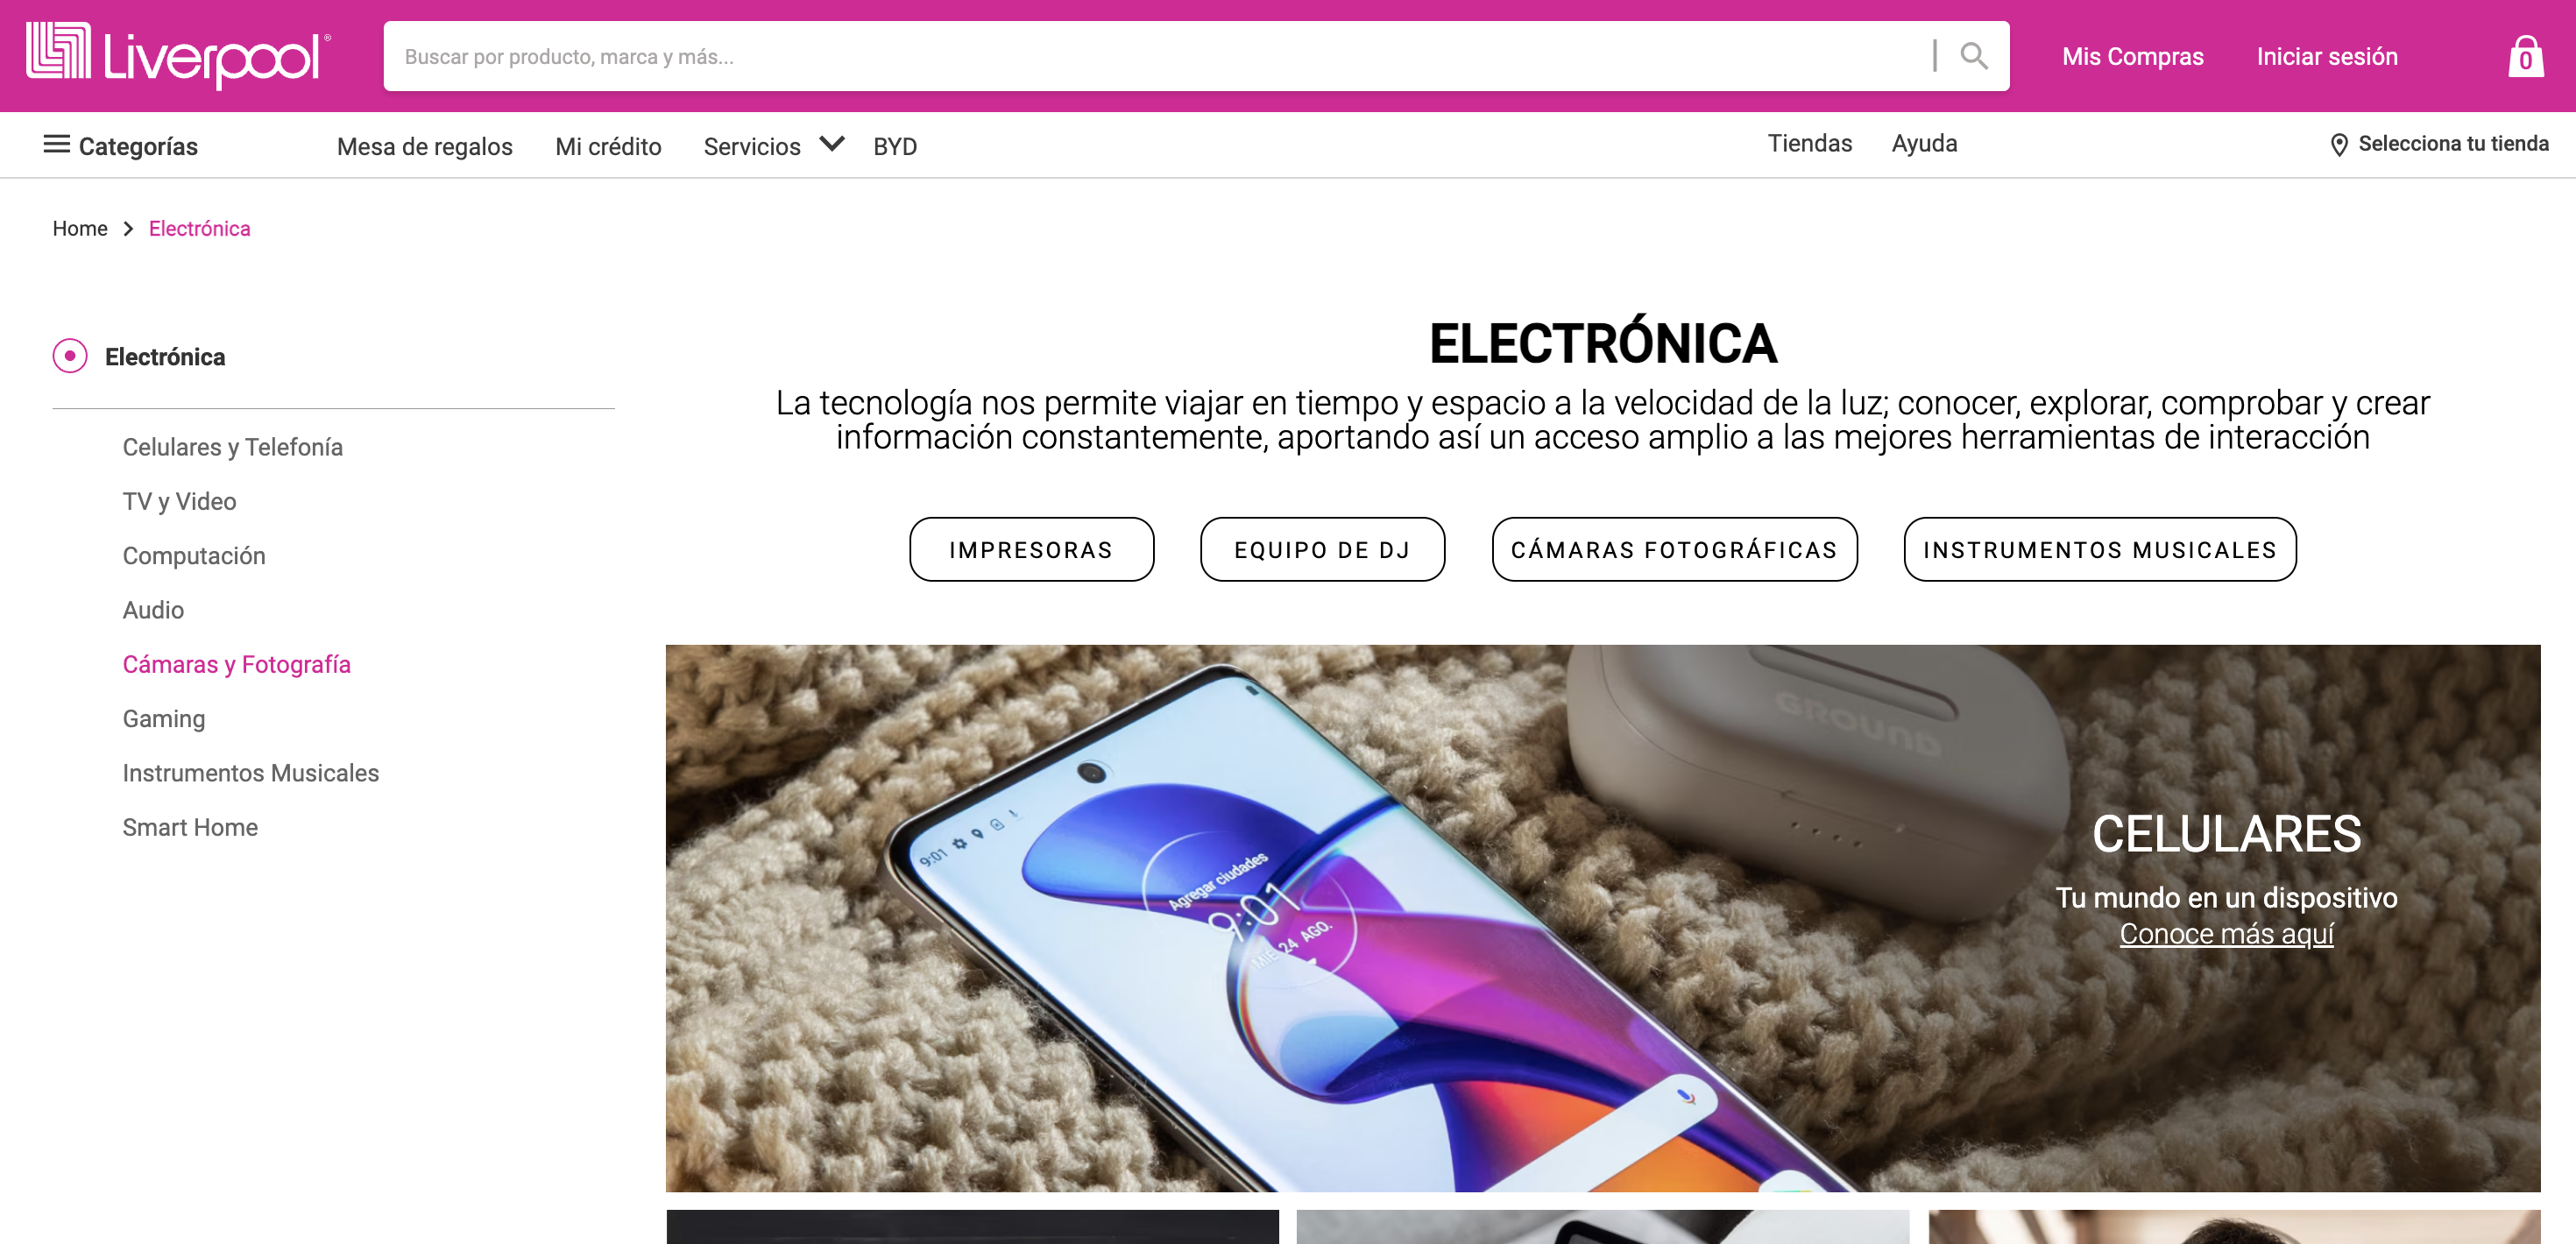 Liverpool®
Buscar por producto, marca y más...
Mis Compras
Iniciar sesión
0
Categorías
Mesa de regalos
Mi crédito
Servicios
BYD
Tiendas
Ayuda
Selecciona tu tienda
Home
Electrónica
Electrónica
Celulares y Telefonía
TV y Video
Computación
Audio
Cámaras y Fotografía
Gaming
Instrumentos Musicales
Smart Home
ELECTRÓNICA
La tecnología nos permite viajar en tiempo y espacio a la velocidad de la luz; conocer, explorar, comprobar y crear
información constantemente, aportando así un acceso amplio a las mejores herramientas de interacción
IMPRESORAS
EQUIPO DE DJ
CÁMARAS FOTOGRÁFICAS
INSTRUMENTOS MUSICALES
GROUND
9:01
Agregar ciudades
9:01
MIÉ 24 AGO.
CELULARES
Tu mundo en un dispositivo
Conoce más aquí